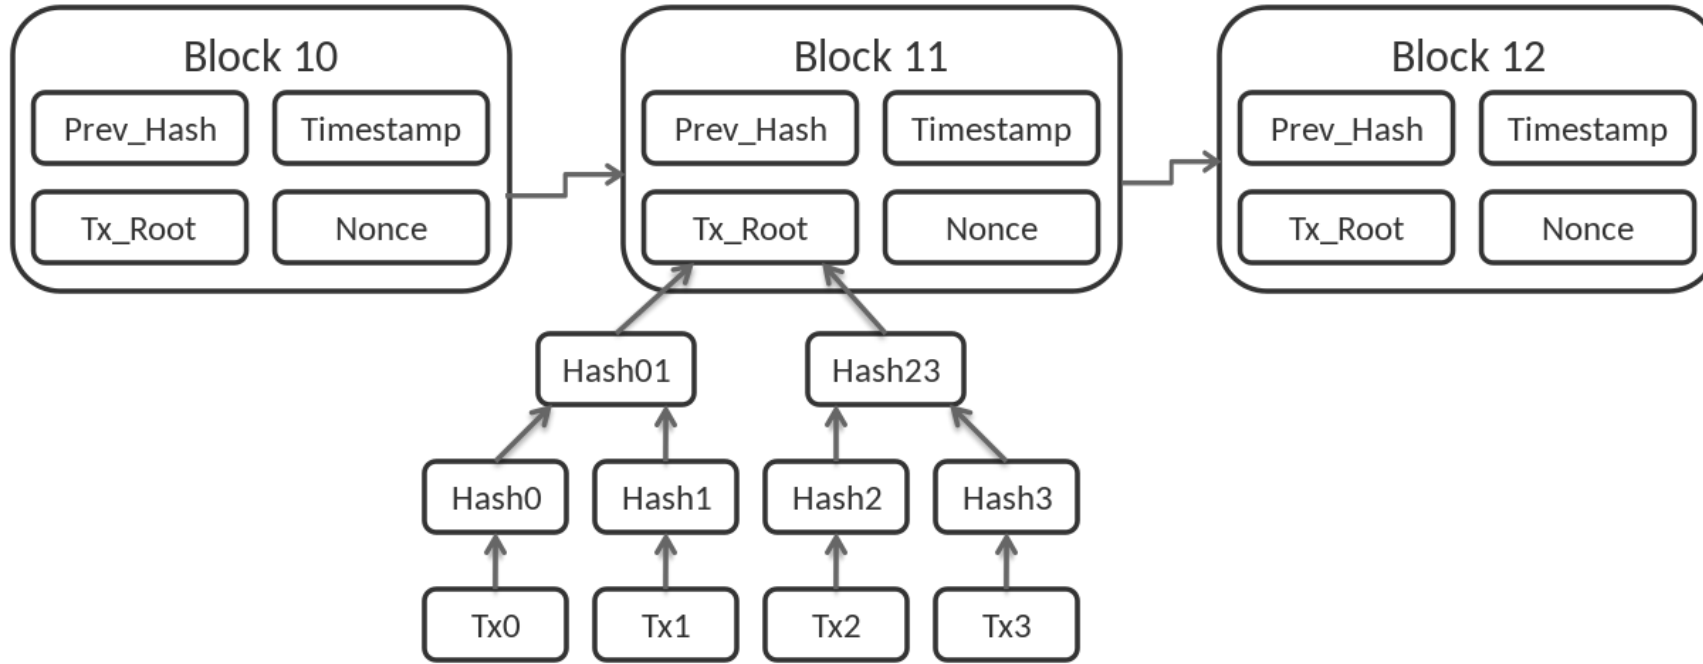 Block 10
Block 11
Block 12
Prev_Hash
Timestamp
Prev_Hash
Timestamp
Prev_Hash
Timestamp
Tx_Root
Nonce
Tx_Root
Nonce
Tx_Root
Nonce
Hash01
Hash23
Hash0
Hash1
Hash2
Hash3
Tx0
Tx1
Tx2
Tx3